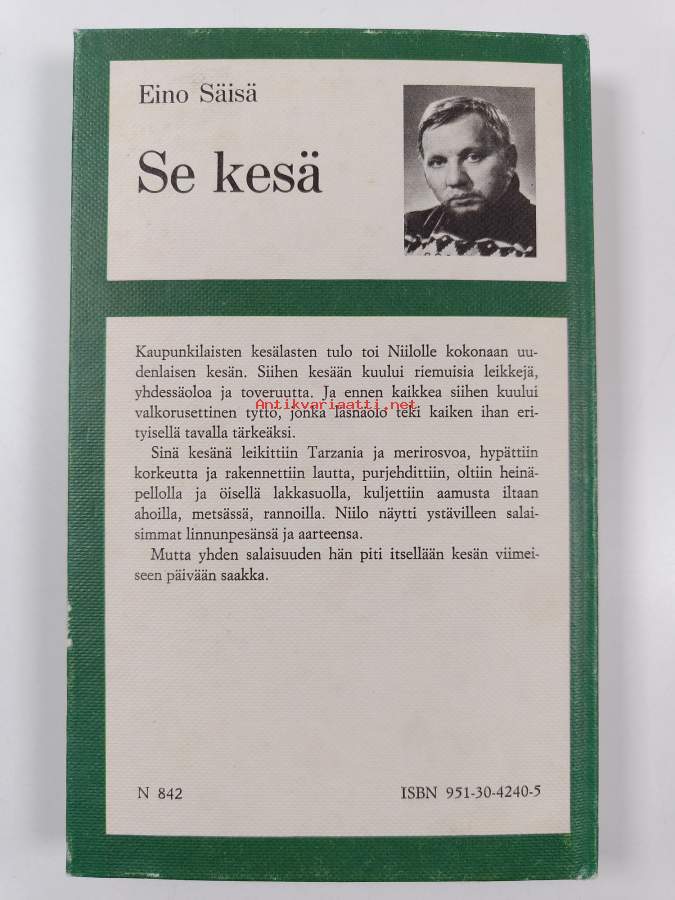 Eino Säisä
Se kesä
Kaupunkilaisten kesälasten tulo toi Niilolle kokonaan uu-
denlaisen kesän. Siihen kesään kuului riemuisia leikkejä,
yhdessäoloa ja toveruutta. Ja ennen kaikkea siihen kuului
valkorusettinen tyttö, jonka läsnäolo teki kaiken ihan eri-
Antikvariaatti.net
tyisellä tavalla tärkeäksi.
Sinä kesänä leikittiin Tarzania ja merirosvoa, hypättiin
korkeutta ja rakennettiin lautta, purjehdittiin, oltiin heinä-
pellolla ja öisellä lakkasuolla, kuljettiin aamusta iltaan
ahoilla, metsässä, rannoilla. Niilo näytti ystävilleen salai-
simmat linnunpesänsä ja aarteensa.
Mutta yhden salaisuuden hän piti itsellään kesän viimei-
seen päivään saakka.
N 842
ISBN 951-30-4240-5